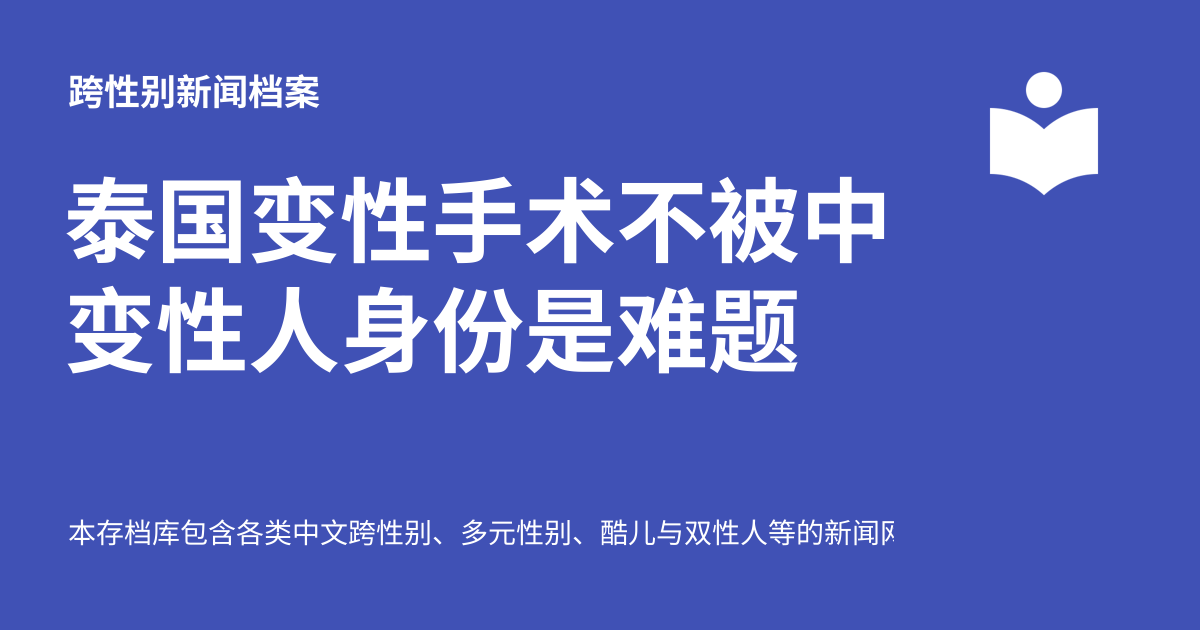 跨性别新闻档案
泰国变性手术不被中
变性人身份是难题
本存档库包含各类中文跨性别、多元性别、酷儿与双性人等的新闻